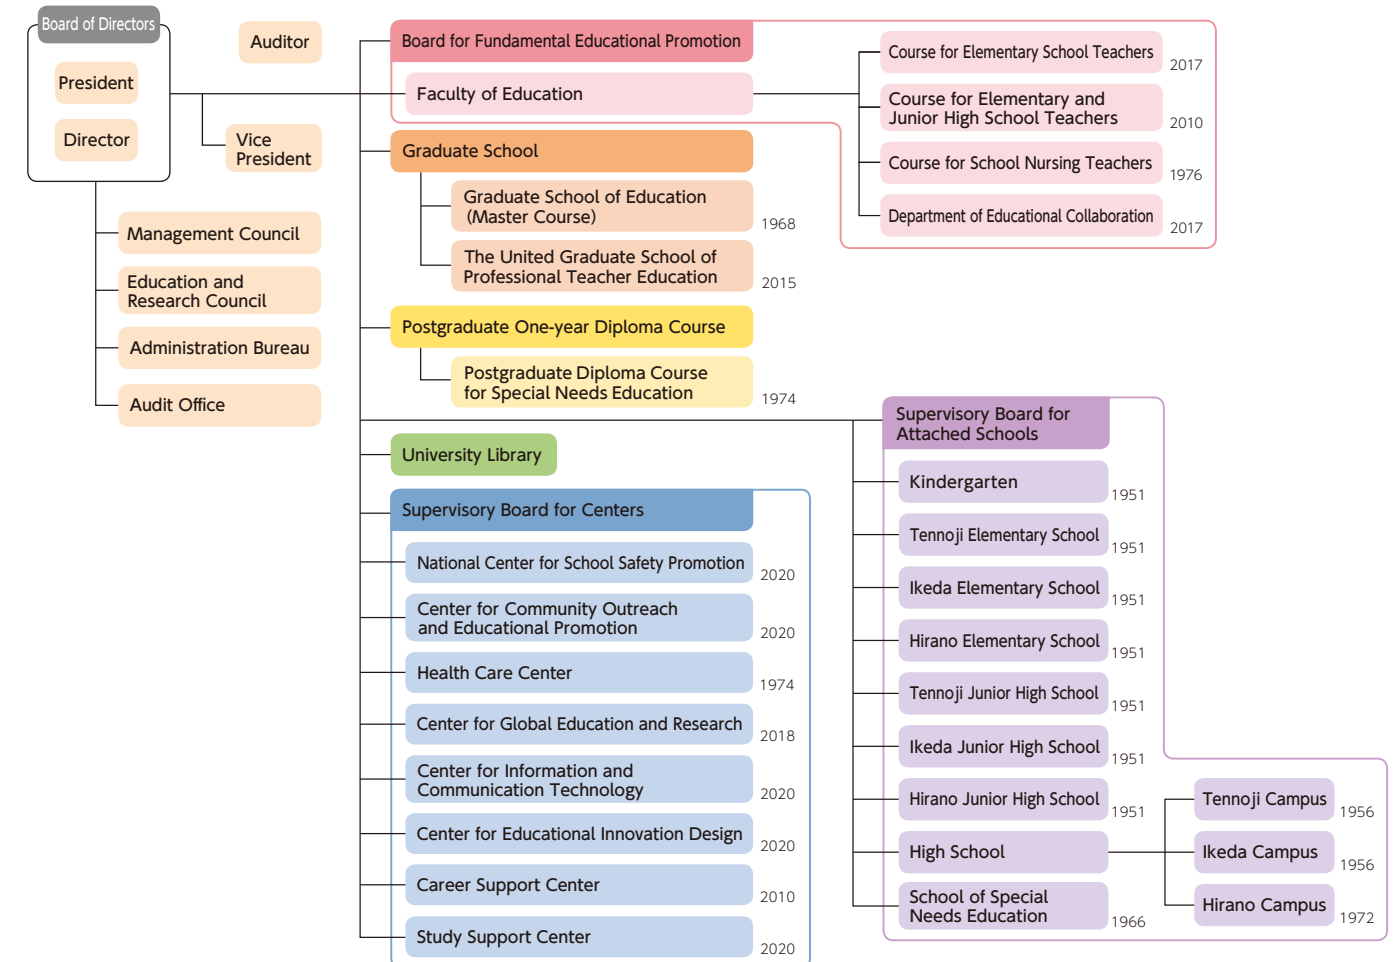 Board of Directors
President
Director
Auditor
Vice
President
Management Council
Education and
Research Council
Administration Bureau
Audit Office
Board for Fundamental Educational Promotion
Faculty of Education
Course for Elementary School Teachers
2017
Course for Elementary and
Junior High School Teachers
2010
Course for School Nursing Teachers
1976
Department of Educational Collaboration
2017
Graduate School
Graduate School of Education
(Master Course)
1968
The United Graduate School of
Professional Teacher Education
2015
Postgraduate One-year Diploma Course
Postgraduate Diploma Course
for Special Needs Education
1974
University Library
Supervisory Board for Centers
National Center for School Safety Promotion
2020
Center for Community Outreach
and Educational Promotion
2020
Health Care Center
1974
Center for Global Education and Research
2018
Center for Information and
Communication Technology
2020
Center for Educational Innovation Design
2020
Career Support Center
2010
Study Support Center
2020
Supervisory Board for
Attached Schools
Kindergarten
1951
Tennoji Elementary School
1951
Ikeda Elementary School
1951
Hirano Elementary School
1951
Tennoji Junior High School
1951
Ikeda Junior High School
1951
Hirano Junior High School
1951
High School
Tennoji Campus
1956
Ikeda Campus
1956
Hirano Campus
1972
School of Special
Needs Education
1966